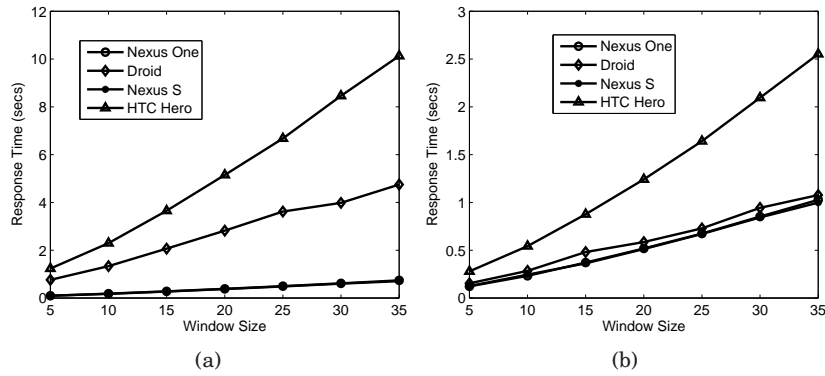 12
10
8
6
4
2
0
5 10 15 20 25 30 35
Response Time (secs)
Window Size
Nexus One
Droid
Nexus S
HTC Hero
(a)
3
2.5
2
1.5
1
0.5
0
5 10 15 20 25 30 35
Response Time (secs)
Window Size
Nexus One
Droid
Nexus S
HTC Hero
(b)